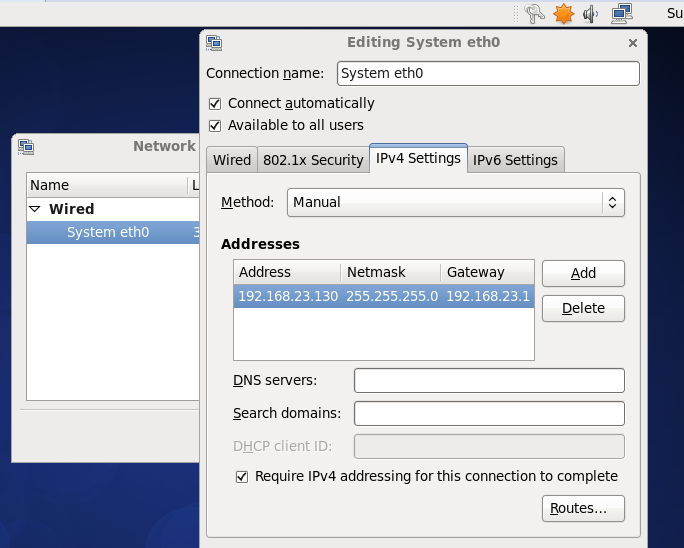 Su
Editing System eth0
Connection name: System eth0
Connect automatically
Available to all users
Network
Wired 802.1x Security IPv4 Settings IPv6 Settings
Name L
Wired
System eth0 3
Method: Manual
Addresses
Address Netmask Gateway
192.168.23.130 255.255.255.0 192.168.23.1
Add
Delete
DNS servers:
Search domains:
DHCP client ID:
Require IPv4 addressing for this connection to complete
Routes...